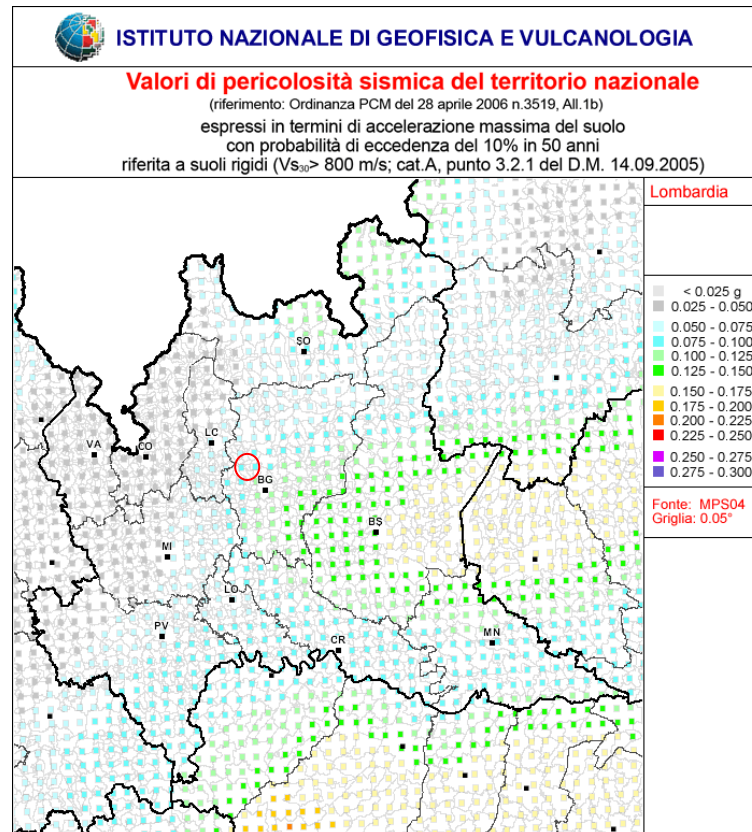 ISTITUTO NAZIONALE DI GEOFISICA E VULCANOLOGIA
Valori di pericolosità sismica del territorio nazionale
(riferimento: Ordinanza PCM del 28 aprile 2006 n.3519, All.1b)
espressi in termini di accelerazione massima del suolo
con probabilità di eccedenza del 10% in 50 anni
riferita a suoli rigidi (Vs₃₀> 800 m/s; cat.A, punto 3.2.1 del D.M. 14.09.2005)
Lombardia
< 0.025 g
0.025 - 0.050
0.050 - 0.075
0.075 - 0.100
0.100 - 0.125
0.125 - 0.150
0.150 - 0.175
0.175 - 0.200
0.200 - 0.225
0.225 - 0.250
0.250 - 0.275
0.275 - 0.300
Fonte: MPS04
Griglia: 0.05°
SO
LC
VA
CO
BG
BS
MI
LO
PV
CR
MN